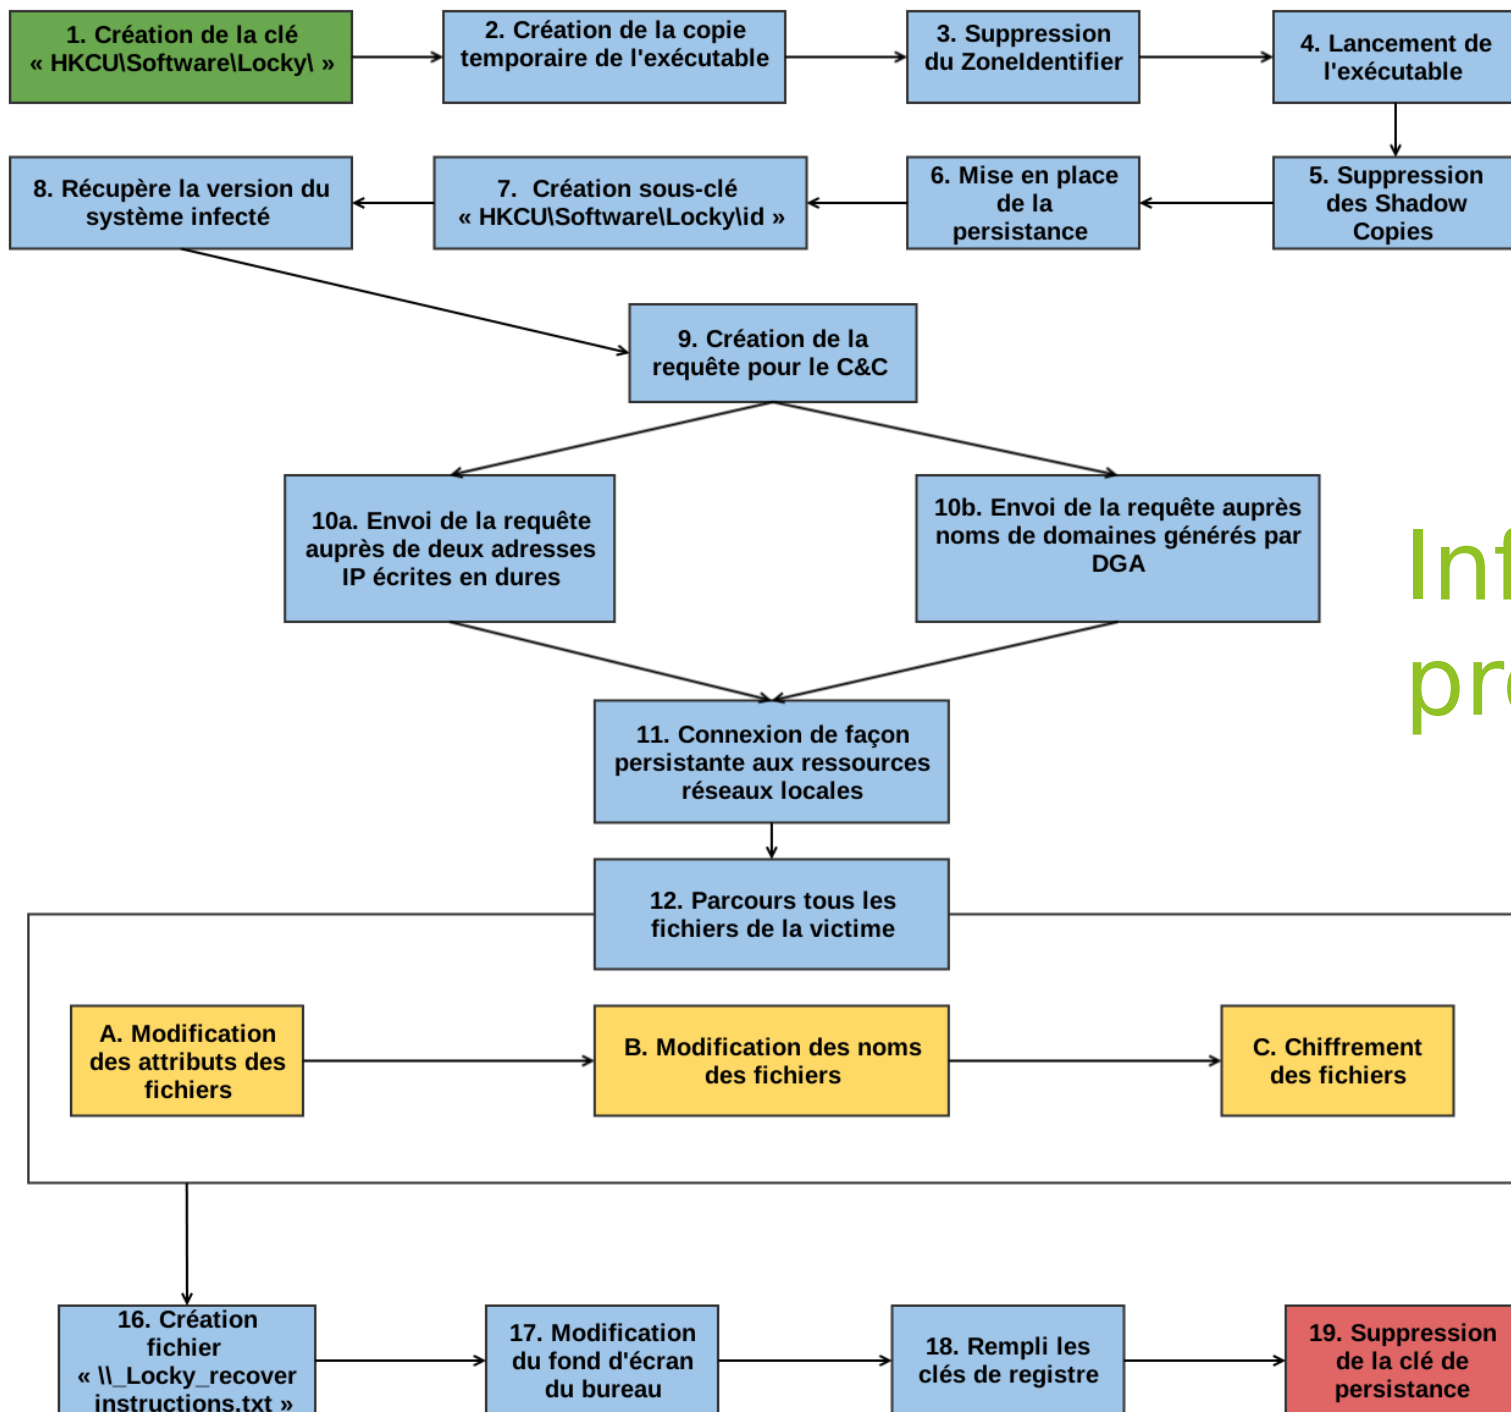 1. Création de la clé
« HKCU\Software\Locky\ »
2. Création de la copie
temporaire de l'exécutable
3. Suppression
du ZoneIdentifier
4. Lancement de
l'exécutable
8. Récupère la version du
système infecté
7. Création sous-clé
« HKCU\Software\Locky\id »
6. Mise en place
de la
persistance
5. Suppression
des Shadow
Copies
9. Création de la
requête pour le C&C
10a. Envoi de la requête
auprès de deux adresses
IP écrites en dures
10b. Envoi de la requête auprès
noms de domaines générés par
DGA
11. Connexion de façon
persistante aux ressources
réseaux locales
12. Parcours tous les
fichiers de la victime
A. Modification
des attributs des
fichiers
B. Modification des noms
des fichiers
C. Chiffrement
des fichiers
16. Création
fichier
« \\_Locky_recover
instructions.txt »
17. Modification
du fond d'écran
du bureau
18. Rempli les
clés de registre
19. Suppression
de la clé de
persistance